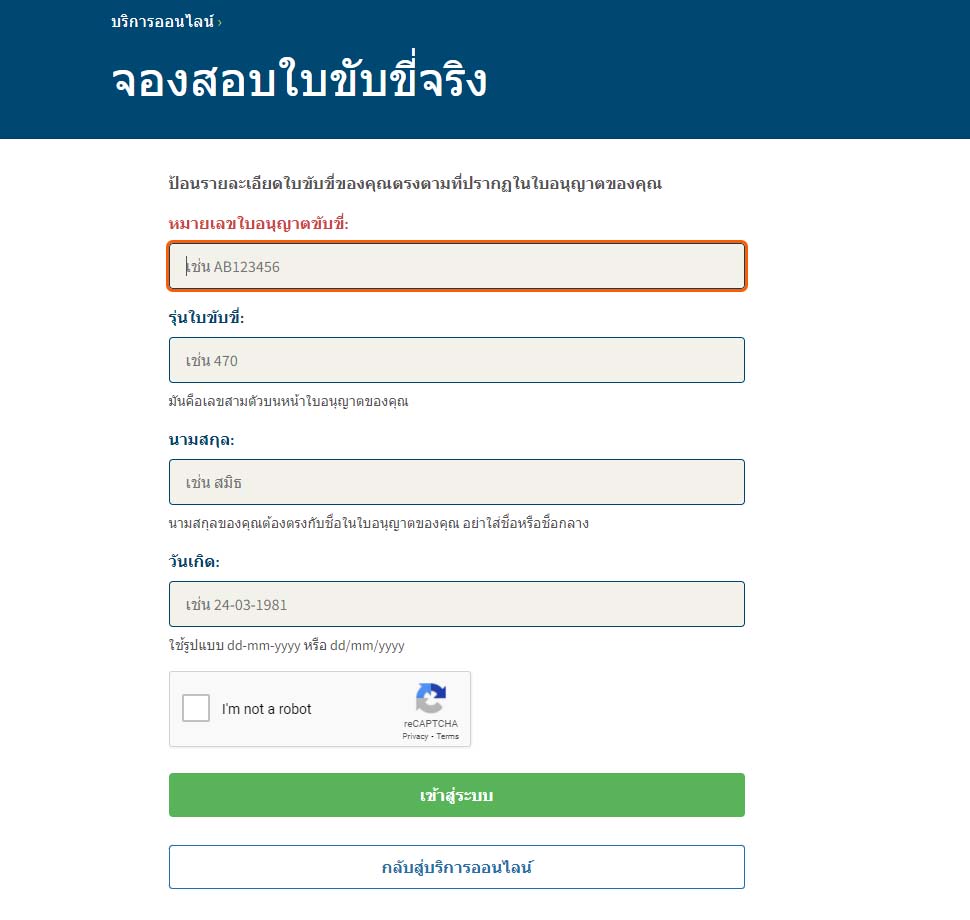 บริการออนไลน์ ›
จองสอบใบขับขี่จริง
ป้อนรายละเอียดใบขับขี่ของคุณตรงตามที่ปรากฏในใบอนุญาตของคุณ
หมายเลขใบอนุญาตขับขี่:
เช่น AB123456
รุ่นใบขับขี่:
เช่น 470
มันคือเลขสามตัวบนหน้าใบอนุญาตของคุณ
นามสกุล:
เช่น สมิธ
นามสกุลของคุณต้องตรงกับชื่อในใบอนุญาตของคุณ อย่าใส่ชื่อหรือชื่อกลาง
วันเกิด:
เช่น 24-03-1981
ใช้รูปแบบ dd-mm-yyyy หรือ dd/mm/yyyy
I'm not a robot
reCAPTCHA
Privacy - Terms
เข้าสู่ระบบ
กลับสู่บริการออนไลน์